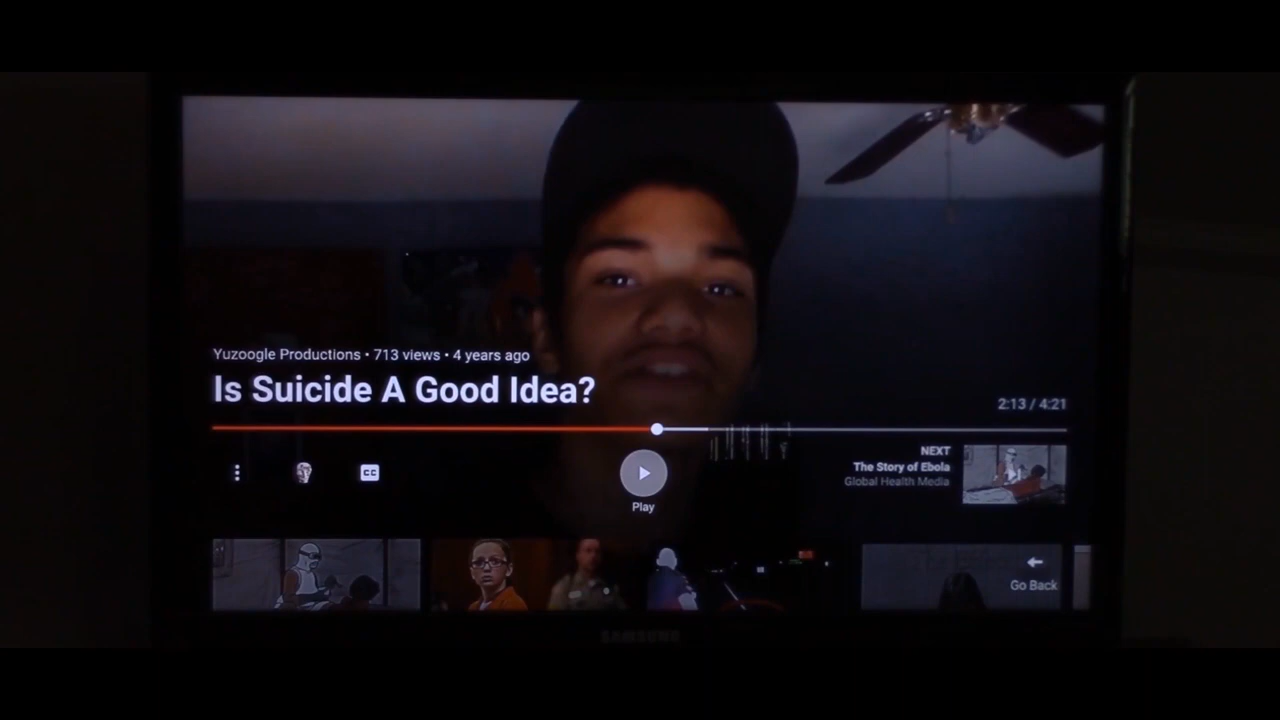 Yuzoogle Productions • 713 views • 4 years ago
Is Suicide A Good Idea?
2:13 / 4:21
CC
NEXT
The Story of Ebola
Global Health Media
Play
Go Back
SAMSUNG